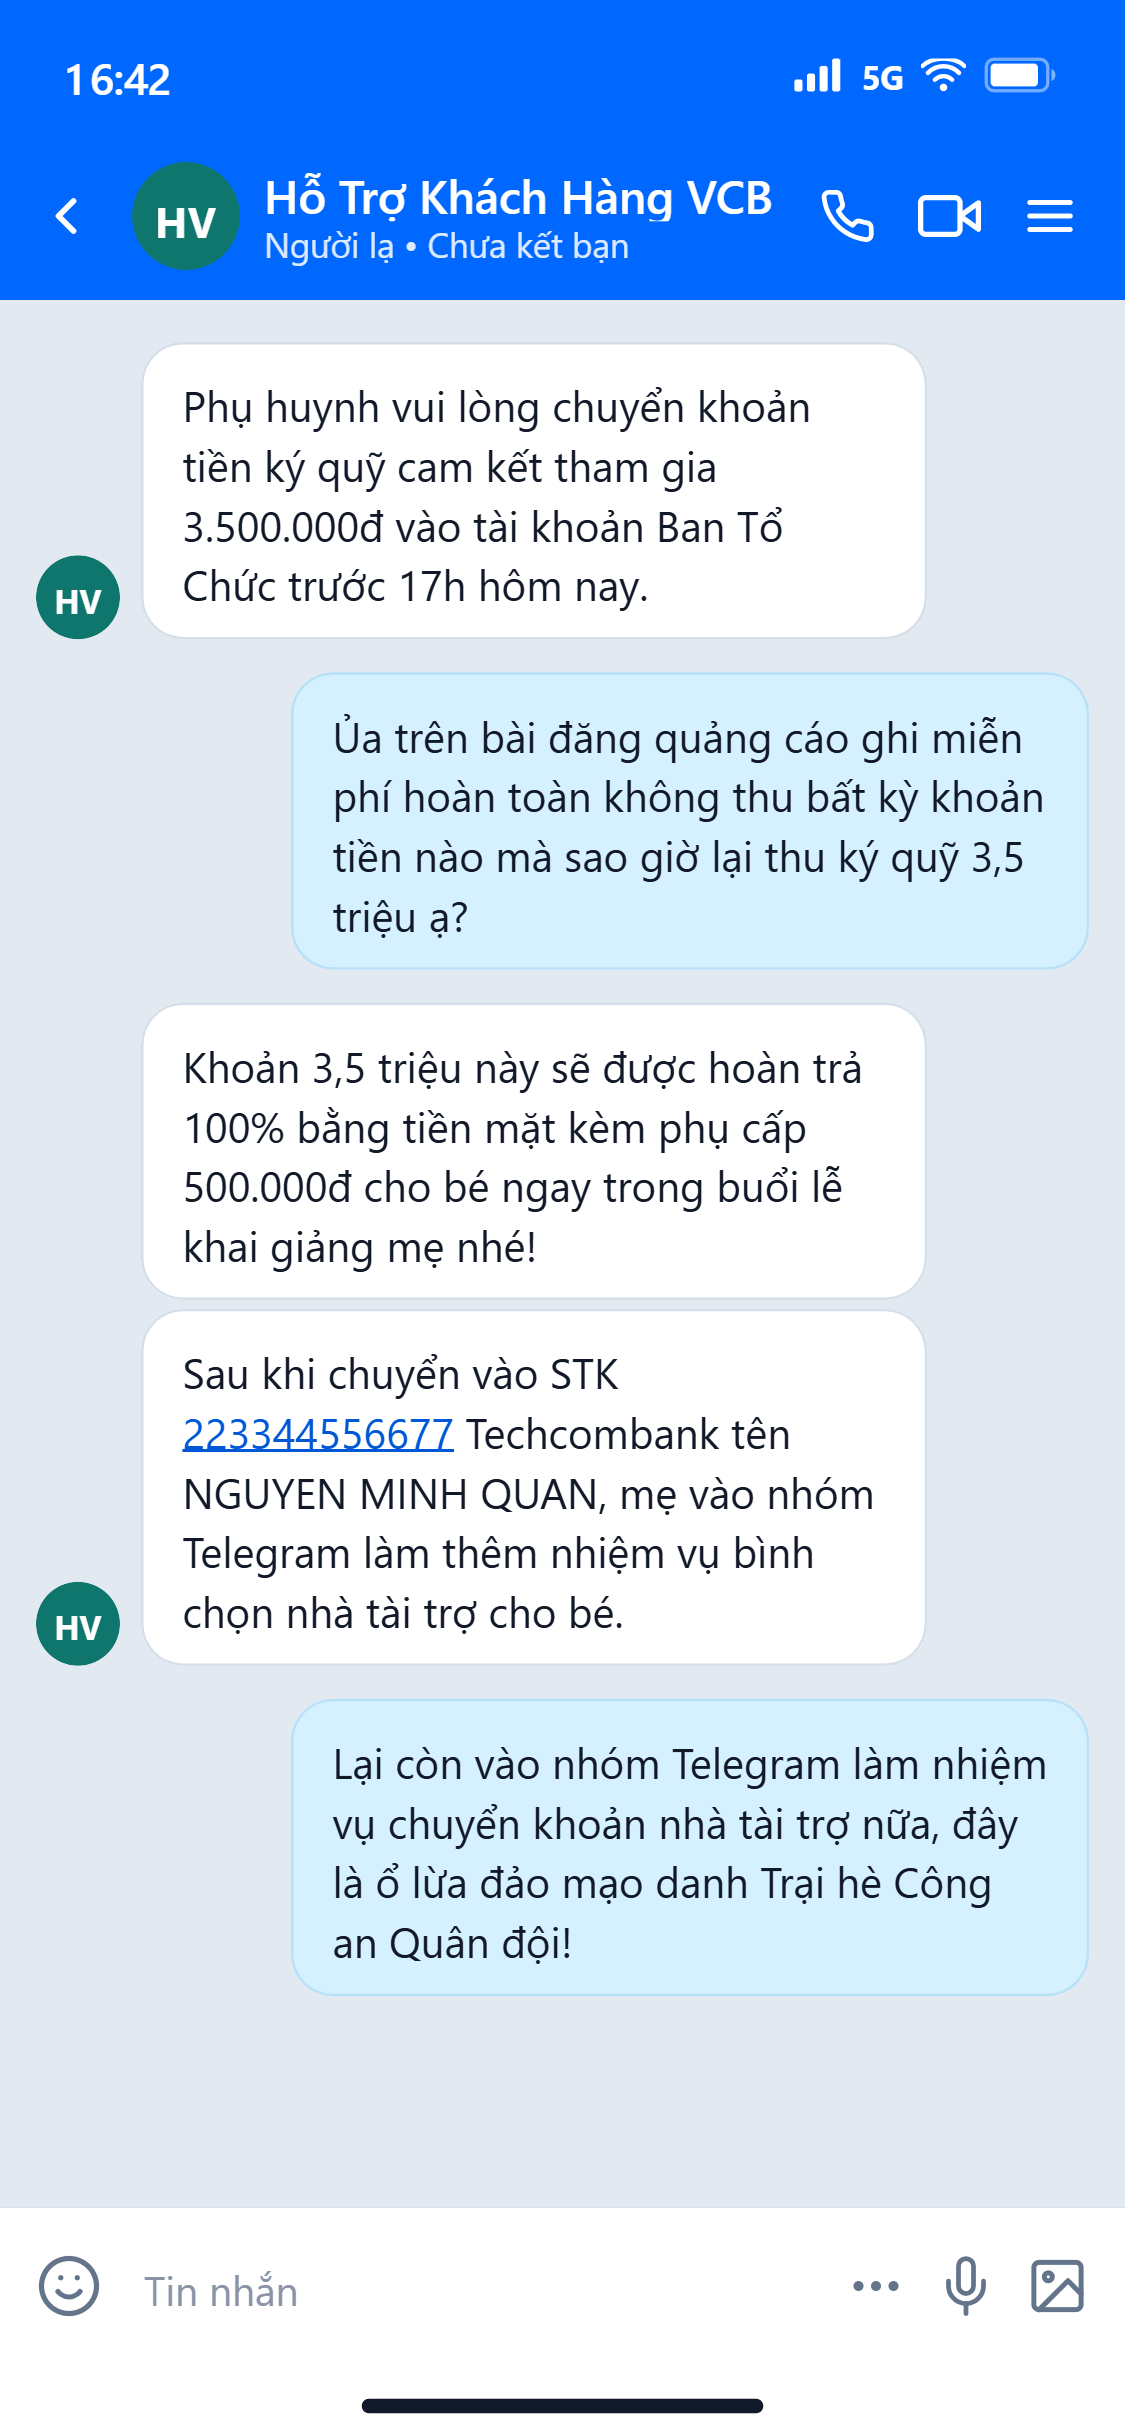 16:42
5G
HV
Hỗ Trợ Khách Hàng VCB
Người lạ • Chưa kết bạn
Phụ huynh vui lòng chuyển khoản
tiền ký quỹ cam kết tham gia
3.500.000đ vào tài khoản Ban Tổ
Chức trước 17h hôm nay.
HV
Ủa trên bài đăng quảng cáo ghi miễn
phí hoàn toàn không thu bất kỳ khoản
tiền nào mà sao giờ lại thu ký quỹ 3,5
triệu ạ?
Khoản 3,5 triệu này sẽ được hoàn trả
100% bằng tiền mặt kèm phụ cấp
500.000đ cho bé ngay trong buổi lễ
khai giảng mẹ nhé!
Sau khi chuyển vào STK
223344556677 Techcombank tên
NGUYEN MINH QUAN, mẹ vào nhóm
Telegram làm thêm nhiệm vụ bình
chọn nhà tài trợ cho bé.
HV
Lại còn vào nhóm Telegram làm nhiệm
vụ chuyển khoản nhà tài trợ nữa, đây
là ổ lừa đảo mạo danh Trại hè Công
an Quân đội!
Tin nhắn